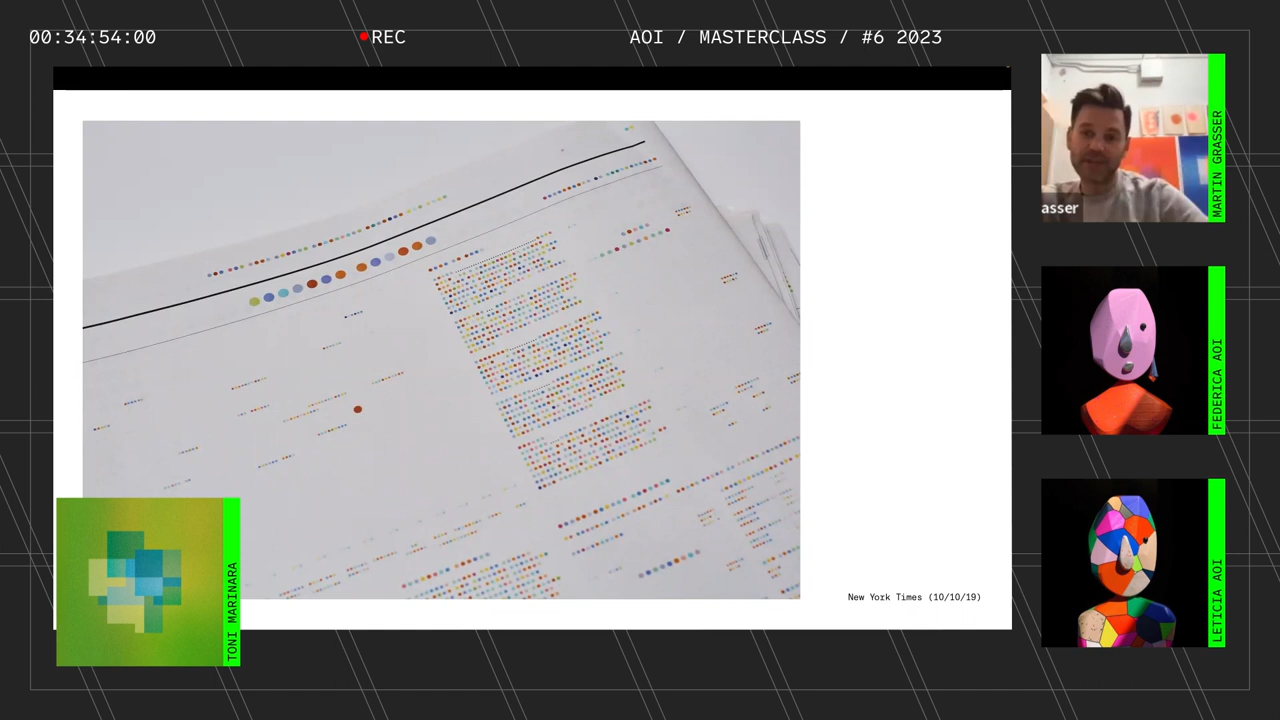 00:34:54:00
REC
AOI / MASTERCLASS / #6 2023
MARTIN GRASSER
asser
FEDERICA AOI
New York Times (10/10/19)
TONI MARINARA
LETICIA AOI